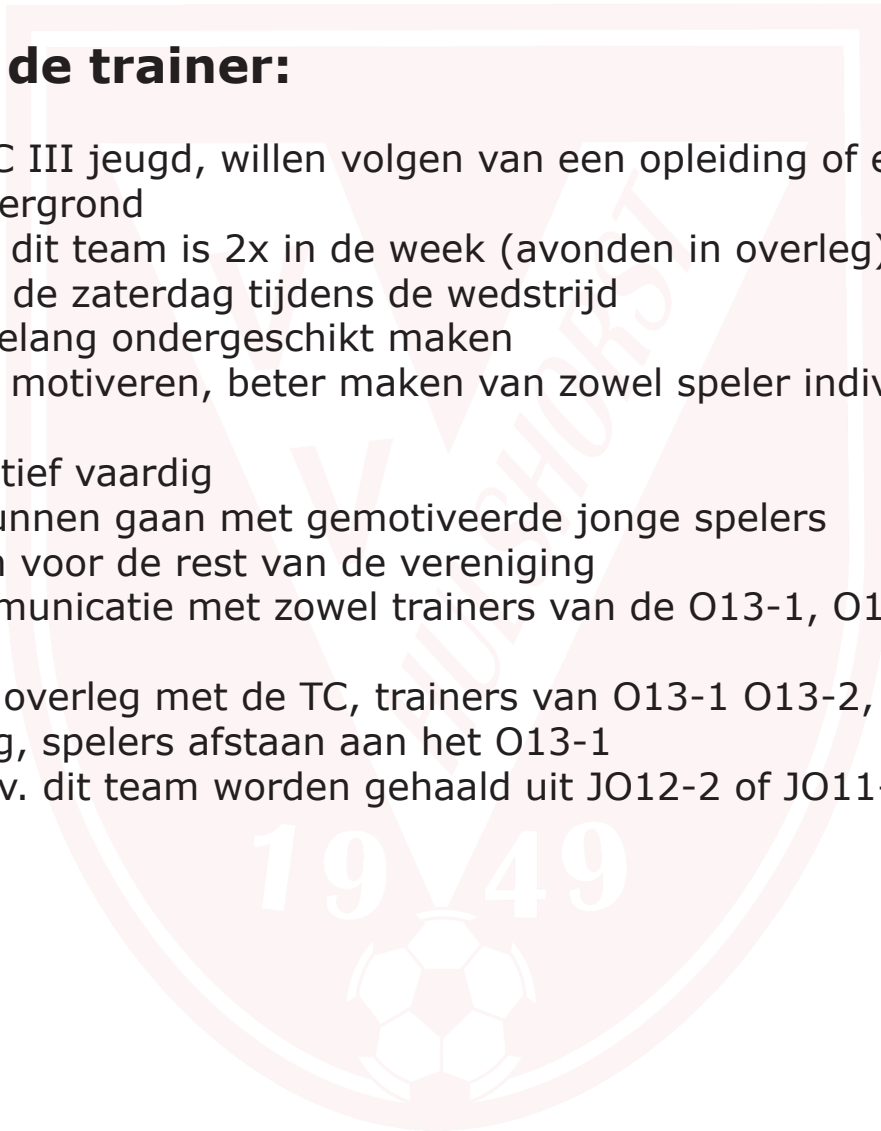 de trainer:
C III jeugd, willen volgen van een opleiding of e
ergrond
dit team is 2x in de week (avonden in overleg)
de zaterdag tijdens de wedstrijd
elang ondergeschikt maken
motiveren, beter maken van zowel speler indiv
tief vaardig
unnen gaan met gemotiveerde jonge spelers
n voor de rest van de vereniging
municatie met zowel trainers van de O13-1, O1
overleg met de TC, trainers van O13-1 O13-2,
g, spelers afstaan aan het O13-1
v. dit team worden gehaald uit JO12-2 of JO11-
VV
HULSHORST
19 49